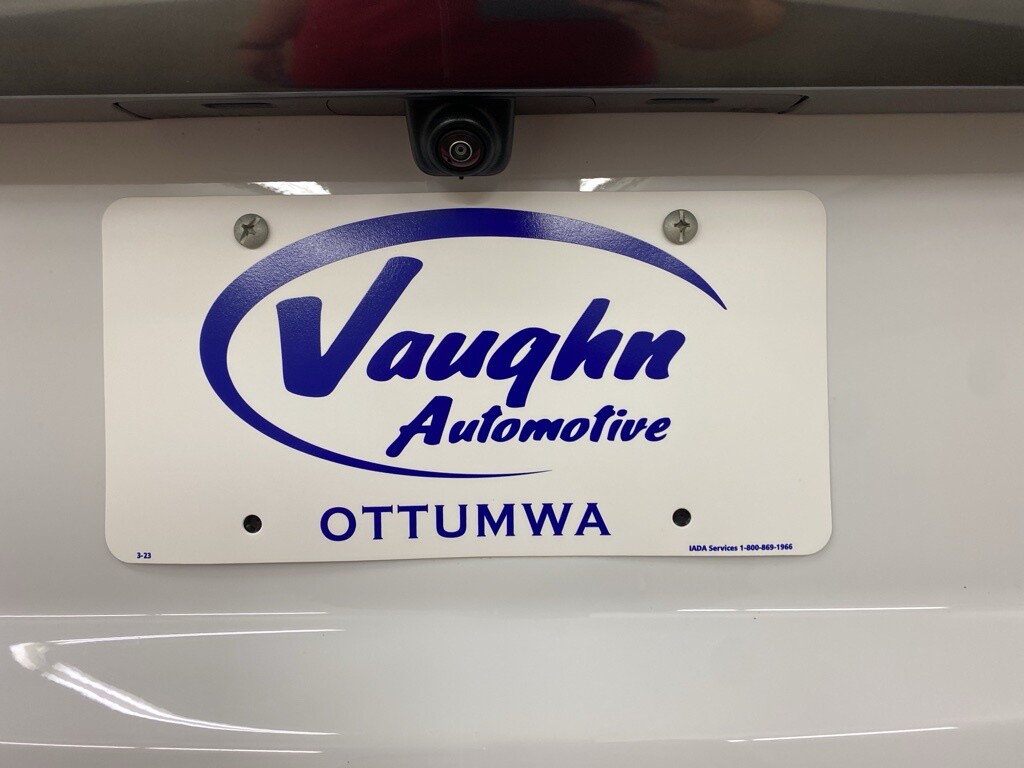 Vaughn
Automotive
OTTUMWA
3-23
IADA Services 1-800-869-1966